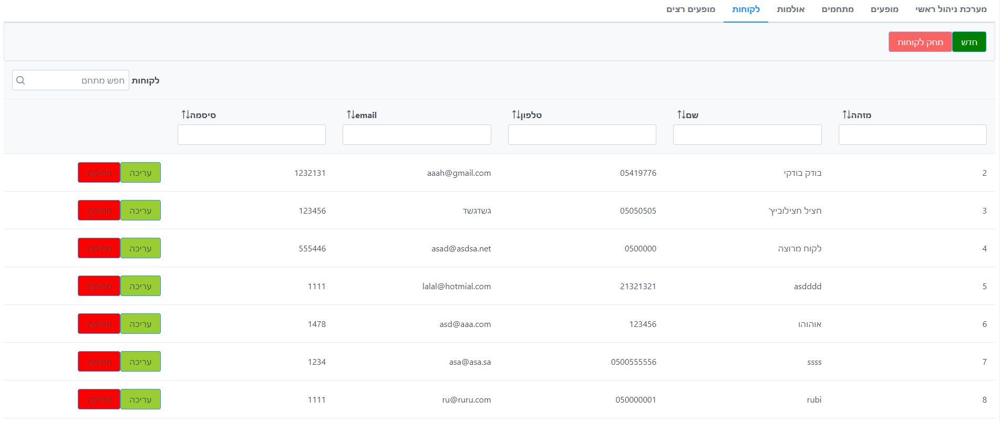 מערכת ניהול ראשי מופעים מתחמים אולמות לקוחות מופעים רצים
חדש מחק לקוחות
לקוחות חפש מתחם
מזהה שם טלפון email סיסמה
2 בודק בודקי 05419776 aaah@gmail.com 1232131 עריכה מחיקה
3 חציל חצילוביץ' 05050505 גשדגשד 123456 עריכה מחיקה
4 לקוח מרוצה 0500000 asad@asdsa.net 555446 עריכה מחיקה
5 asdddd 21321321 lalal@hotmial.com 1111 עריכה מחיקה
6 אוהוהו 123456 asd@aaa.com 1478 עריכה מחיקה
7 ssss 0500555556 asa@asa.sa 1234 עריכה מחיקה
8 rubi 050000001 ru@ruru.com 1111 עריכה מחיקה